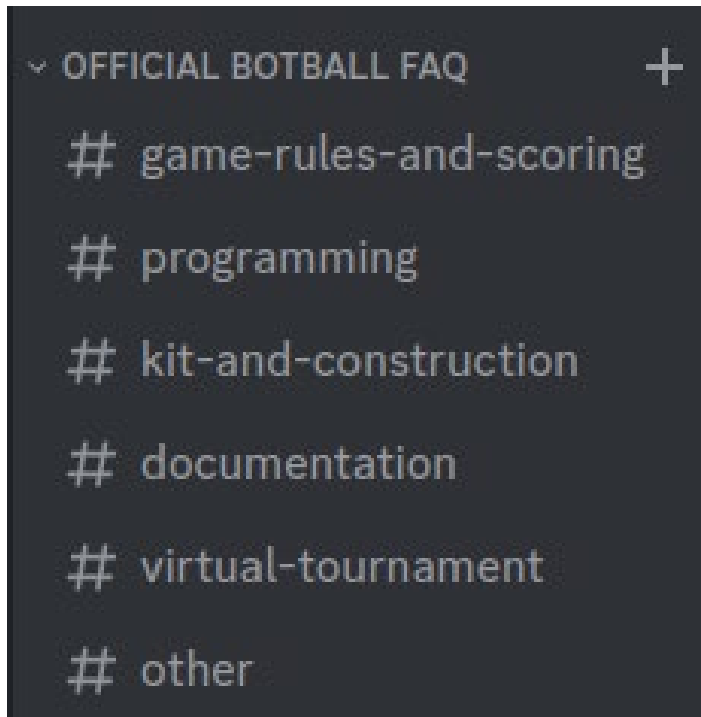 OFFICIAL BOTBALL FAQ +
# game-rules-and-scoring
# programming
# kit-and-construction
# documentation
# virtual-tournament
# other